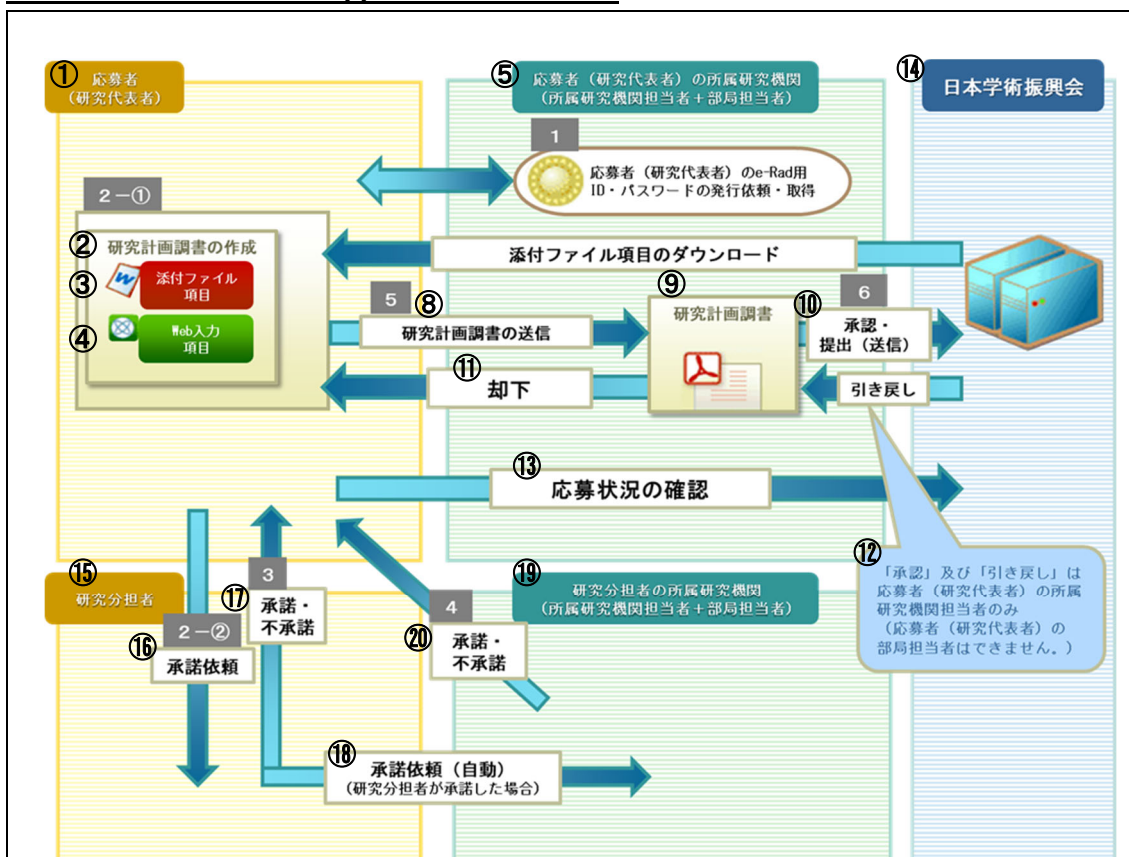 ①
応募者
(研究代表者)
⑤
応募者（研究代表者）の所属研究機関
（所属研究機関担当者＋部局担当者）
⑭
日本学術振興会
1
応募者（研究代表者）のe-Rad用
ID・パスワードの発行依頼・取得
2－①
②
研究計画調書の作成
③
添付ファイル
項目
④
Web入力
項目
添付ファイル項目のダウンロード
5
⑧
研究計画調書の送信
⑨
研究計画調書
⑩
6
承認・
提出（送信）
⑪
却下
引き戻し
⑬
応募状況の確認
⑫
「承認」及び「引き戻し」は
応募者（研究代表者）の所属
研究機関担当者のみ
（応募者（研究代表者）の
部局担当者はできません。）
⑮
研究分担者
2－②
⑯
承諾依頼
3
⑰
承諾・
不承諾
⑲
研究分担者の所属研究機関
（所属研究機関担当者＋部局担当者）
4
⑳
承諾・
不承諾
⑱
承諾依頼（自動）
（研究分担者が承諾した場合）